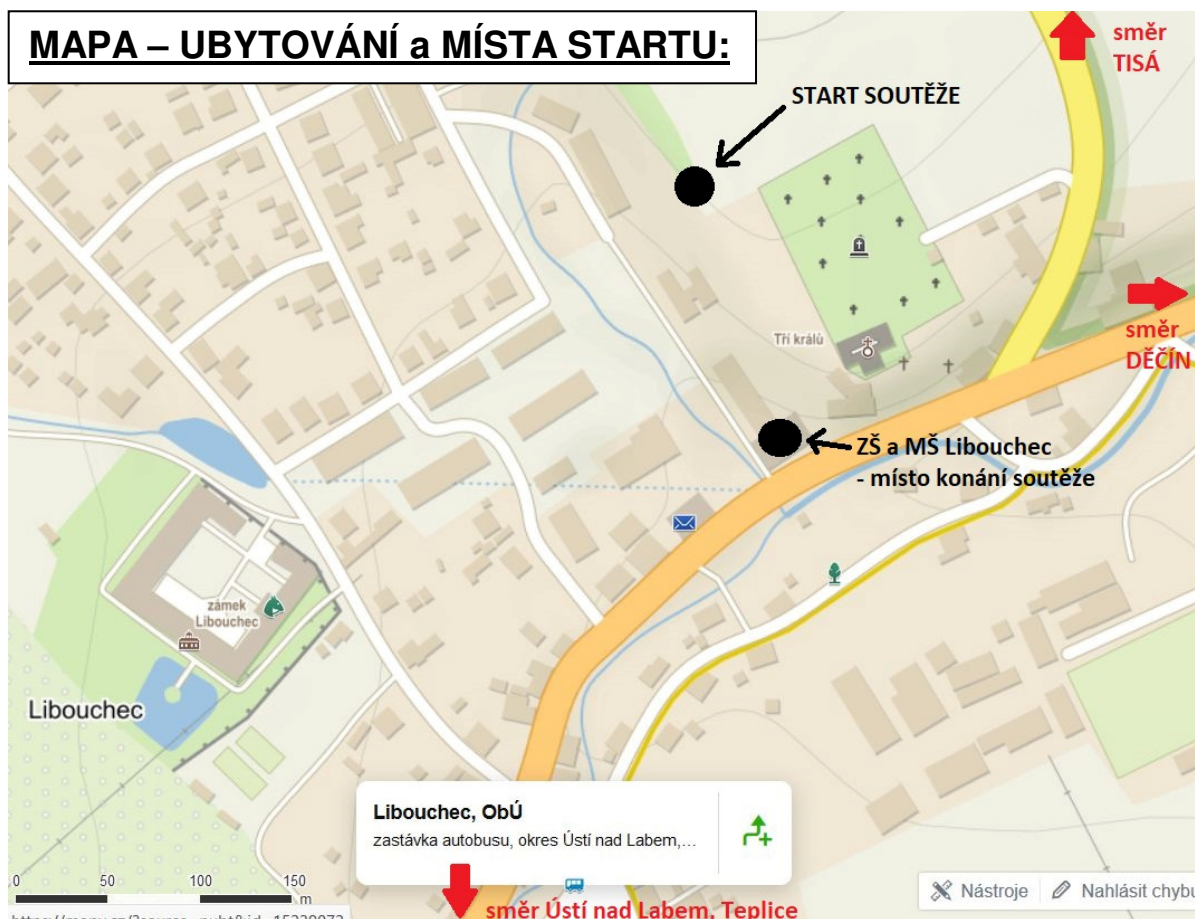 MAPA – UBYTOVÁNÍ a MÍSTA STARTU:
směr
TISÁ
START SOUTĚŽE
Tří králů
směr
DĚČÍN
ZŠ a MŠ Libouchec
- místo konání soutěže
zámek
Libouchec
Libouchec
Libouchec, ObÚ
zastávka autobusu, okres Ústí nad Labem,...
0 50 100 150
m
Nástroje
Nahlásit chybu
směr Ústí nad Labem, Teplice